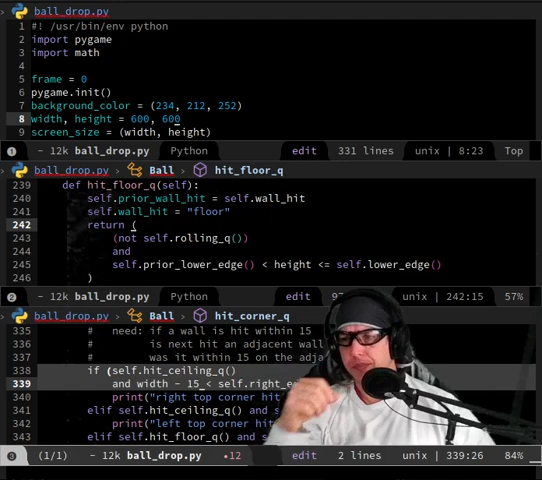 ball_drop.py
1 #! /usr/bin/env python
2 import pygame
3 import math
4
5 frame = 0
6 pygame.init()
7 background_color = (234, 212, 252)
8 width, height = 600, 600
9 screen_size = (width, height)
1 - 12k ball_drop.py Python edit 331 lines unix | 8:23 Top
ball_drop.py › Ball › hit_floor_q
239 def hit_floor_q(self):
240 self.prior_wall_hit = self.wall_hit
241 self.wall_hit = "floor"
242 return (
243 (not self.rolling_q())
244 and
245 self.prior_lower_edge() < height <= self.lower_edge()
246 )
2 - 12k ball_drop.py Python edit unix | 242:15 57%
ball_drop.py › Ball › hit_corner_q
335 # need: if a wall is hit within 15
336 # is next hit an adjacent wall
337 # was it within 15 on the
338 if (self.hit_ceiling_q()
339 and width - 15 < self.right_
340 print("right top corner hit
341 elif self.hit_ceiling_q() and
342 print("left top corner hit
343 elif self.hit_floor_q() and
3 (1/1) - 12k ball_drop.py •12 edit 2 lines unix | 339:26 84%